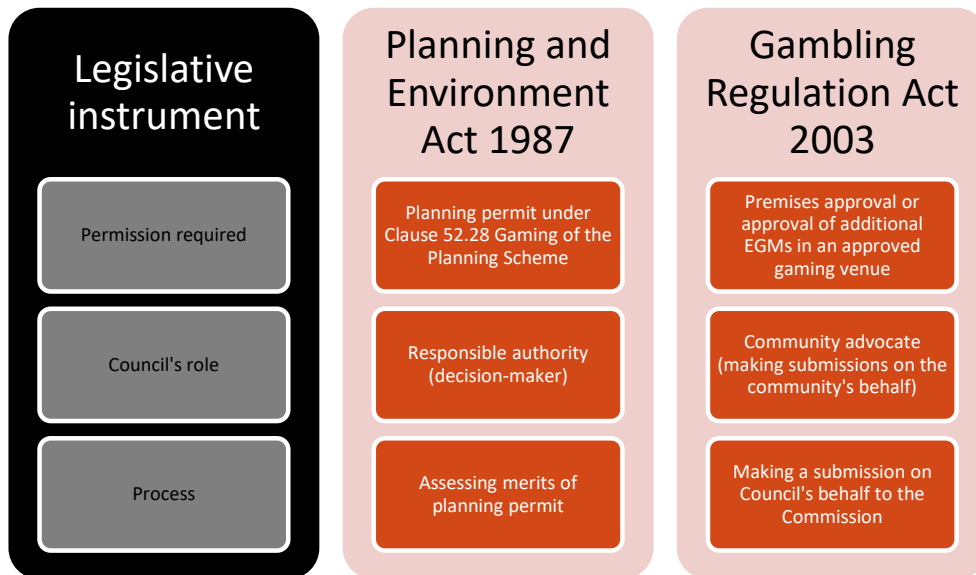 Legislative
instrument
Permission required
Council's role
Process
Planning and
Environment
Act 1987
Planning permit under
Clause 52.28 Gaming of the
Planning Scheme
Responsible authority
(decision-maker)
Assessing merits of
planning permit
Gambling
Regulation Act
2003
Premises approval or
approval of additional
EGMs in an approved
gaming venue
Community advocate
(making submissions on the
community's behalf)
Making a submission on
Council's behalf to the
Commission